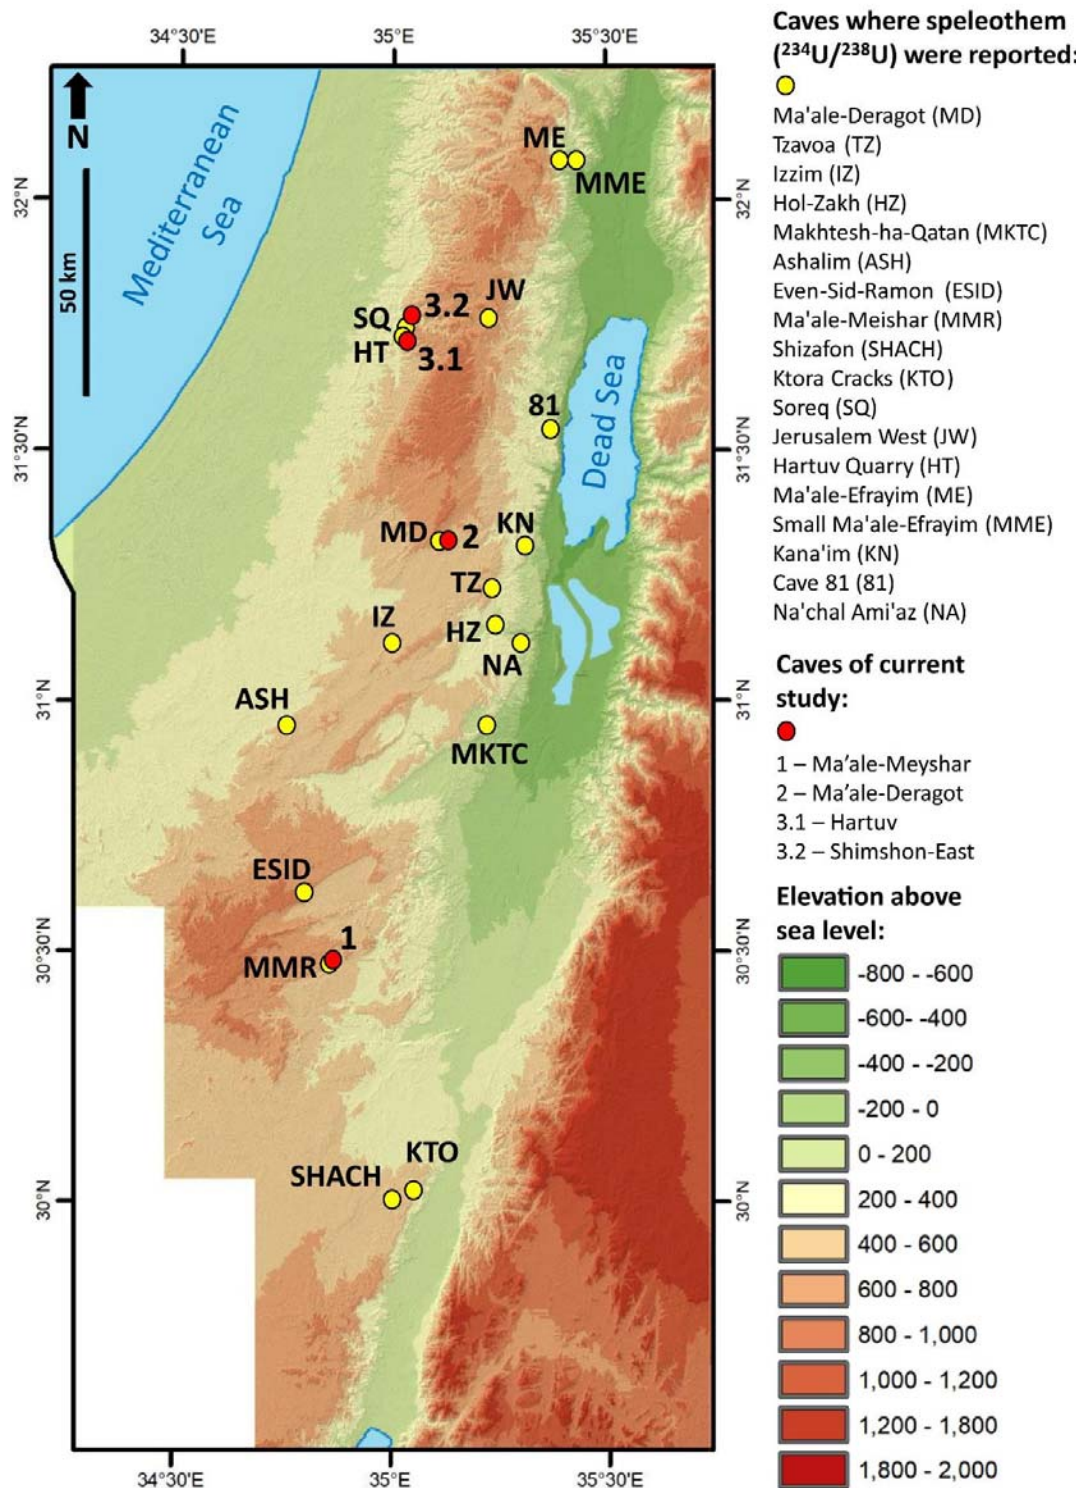 34°30'E
35°E
35°30'E
N
Mediterranean
Sea
50 km
32°N
31°30'N
31°N
30°30'N
30°N
32°N
31°30'N
31°N
30°30'N
30°N
ME
MME
3.2
JW
SQ
HT
3.1
81
Dead Sea
MD
2
KN
TZ
IZ
HZ
NA
ASH
MKTC
ESID
1
MMR
KTO
SHACH
34°30'E
35°E
35°30'E
Caves where speleothem
(²³⁴U/²³⁸U) were reported:
Ma'ale-Deragot (MD)
Tzavoa (TZ)
Izzim (IZ)
Hol-Zakh (HZ)
Makhtesh-ha-Qatan (MKTC)
Ashalim (ASH)
Even-Sid-Ramon (ESID)
Ma'ale-Meishar (MMR)
Shizafon (SHACH)
Ktora Cracks (KTO)
Soreq (SQ)
Jerusalem West (JW)
Hartuv Quarry (HT)
Ma'ale-Efrayim (ME)
Small Ma'ale-Efrayim (MME)
Kana'im (KN)
Cave 81 (81)
Na'chal Ami'az (NA)
Caves of current
study:
1 – Ma’ale-Meyshar
2 – Ma’ale-Deragot
3.1 – Hartuv
3.2 – Shimshon-East
Elevation above
sea level:
-800 - -600
-600- -400
-400 - -200
-200 - 0
0 - 200
200 - 400
400 - 600
600 - 800
800 - 1,000
1,000 - 1,200
1,200 - 1,800
1,800 - 2,000